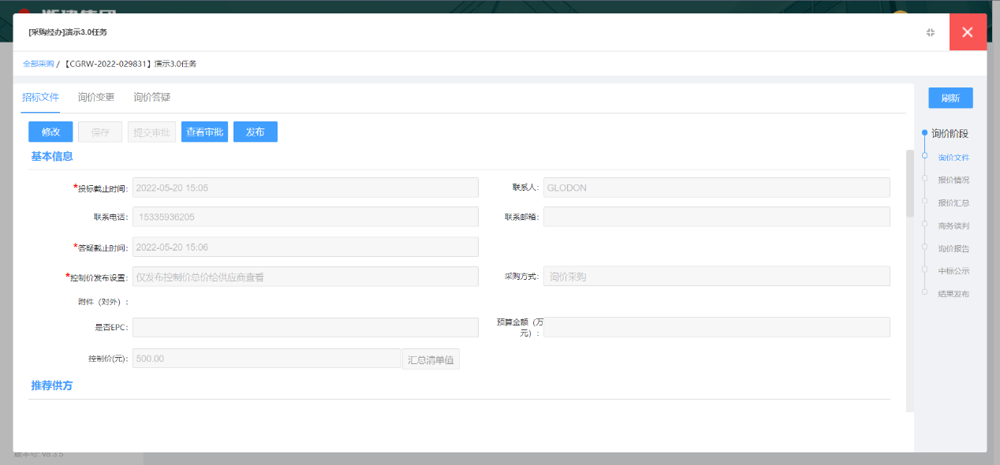 [采购经办]演示3.0任务
全部采购 / 【CGRW-2022-029831】演示3.0任务
招标文件 询价变更 询价答疑
刷新
修改 保存 提交审批 查看审批 发布
询价阶段
基本信息
询价文件
*投标截止时间: 2022-05-20 15:05 联系人: GLODON
报价情况
报价汇总
联系电话: 15335936205 联系邮箱:
商务谈判
*答疑截止时间: 2022-05-20 15:06
询价报告
中标公示
*控制价发布设置: 仅发布控制价总价给供应商查看 采购方式: 询价采购
结果发布
附件（对外）:
是否EPC: 预算金额（万
元）:
控制价(元): 500.00 汇总清单值
推荐供方
版本号: V8.3.5